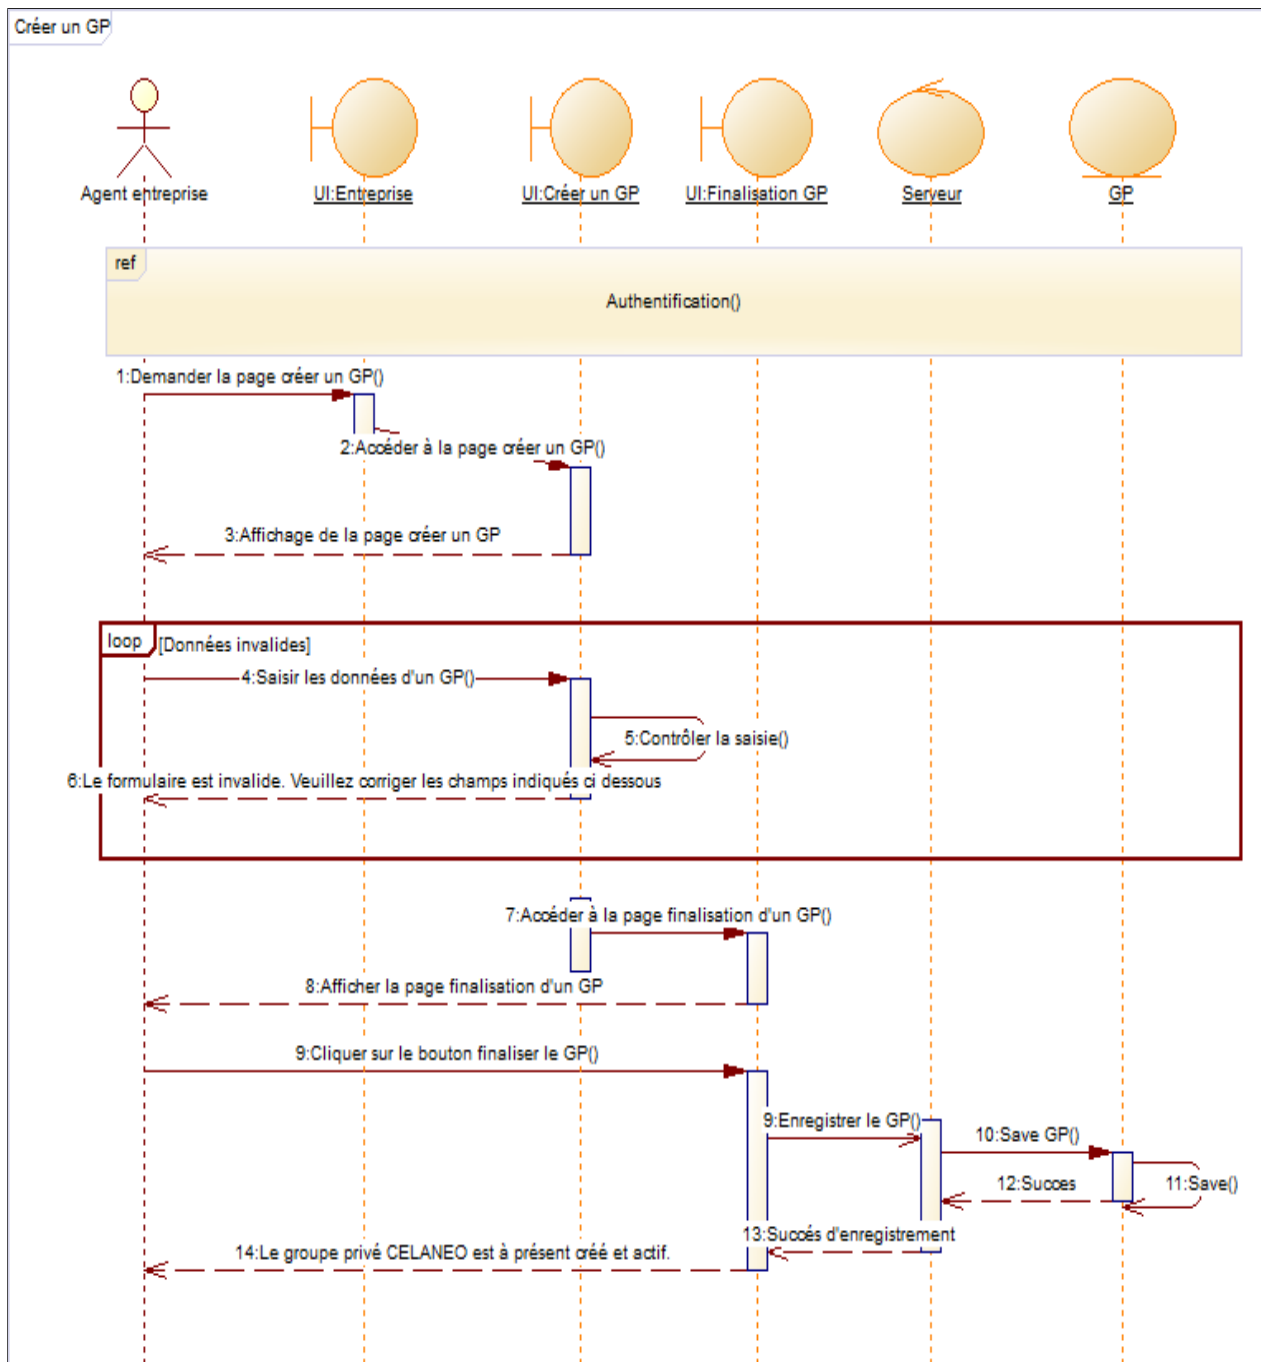 Créer un GP
Agent entreprise
UI:Entreprise
UI:Créer un GP
UI:Finalisation GP
Serveur
GP
ref
Authentification()
1:Demander la page créer un GP()
2:Accéder à la page créer un GP()
3:Affichage de la page créer un GP
loop
[Données invalides]
4:Saisir les données d'un GP()
5:Contrôler la saisie()
6:Le formulaire est invalide. Veuillez corriger les champs indiqués ci dessous
7:Accéder à la page finalisation d'un GP()
8:Afficher la page finalisation d'un GP
9:Cliquer sur le bouton finaliser le GP()
9:Enregistrer le GP()
10:Save GP()
11:Save()
12:Succes
13:Succés d'enregistrement
14:Le groupe privé CELANEO est à présent créé et actif.